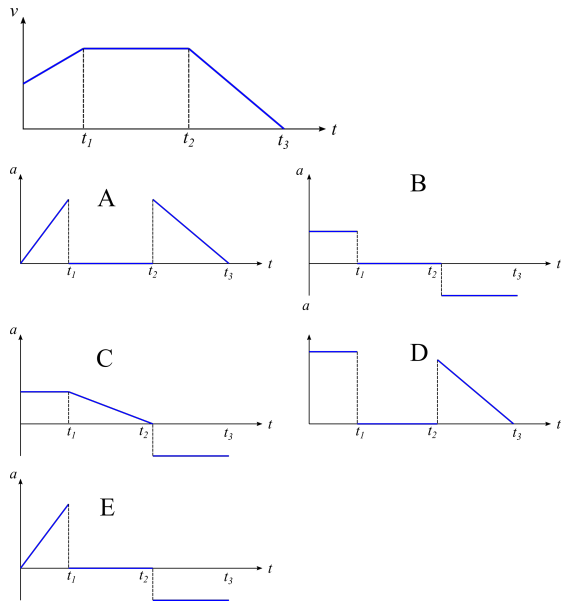 v
t₁ t₂ t₃ t
a A
t₁ t₂ t₃ t
a B
t₁ t₂ t₃ t
a C
t₁ t₂ t₃ t
a D
t₁ t₂ t₃ t
a E
t₁ t₂ t₃ t